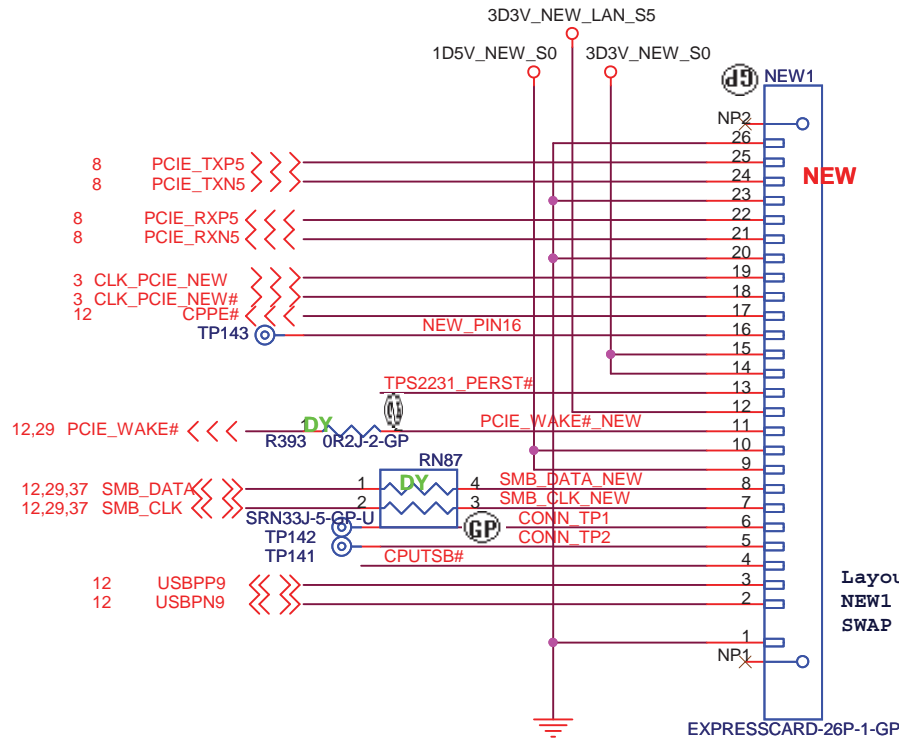 3D3V_NEW_LAN_S5
1D5V_NEW_S0 3D3V_NEW_S0
GP NEW1
NP2
26
8 PCIE_TXP5 25
8 PCIE_TXN5 24
NEW
23
8 PCIE_RXP5 22
8 PCIE_RXN5 21
20
3 CLK_PCIE_NEW 19
3 CLK_PCIE_NEW# 18
12 CPPE# 17
TP143 NEW_PIN16 16
15
14
TPS2231_PERST# 13
12
12,29 PCIE_WAKE# 1 DY PCIE_WAKE#_NEW 11
R393 0R2J-2-GP
10
RN87
9
12,29,37 SMB_DATA 1 DY 4 SMB_DATA_NEW 8
12,29,37 SMB_CLK 2 3 SMB_CLK_NEW 7
SRN33J-5-GP-U GP CONN_TP1 6
TP142
TP141 CONN_TP2 5
CPUTSB# 4
12 USBPP9 3
12 USBPN9 2
Layou
NEW1
SWAP
1
NP1
EXPRESSCARD-26P-1-GP